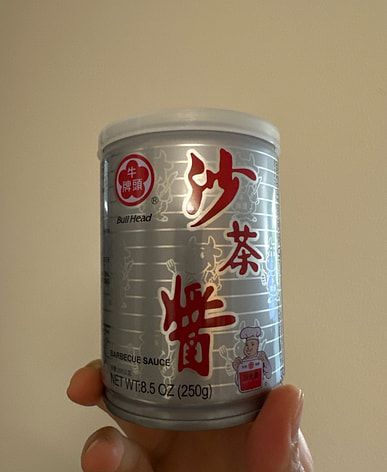 牛
牌頭
®
Bull Head
沙茶醬
BARBECUE SAUCE
NET WT:8.5 OZ (250g)